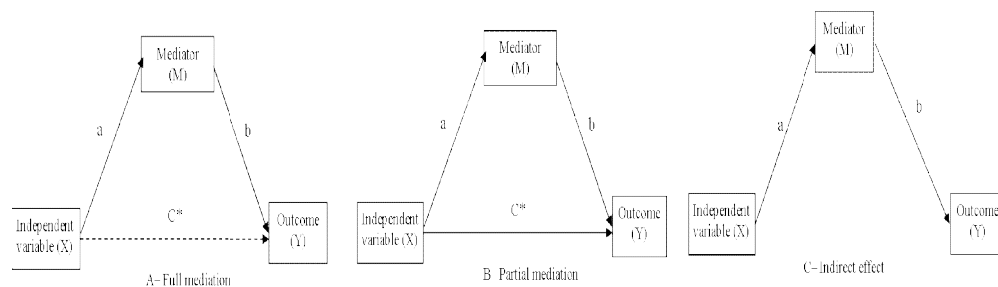 Mediator
(M)
a
b
Independent
variable (X)
C*
Outcome
(Y)
A– Full mediation
Mediator
(M)
a
b
Independent
variable (X)
C*
Outcome
(Y)
B Partial mediation
Mediator
(M)
a
b
Independent
variable (X)
Outcome
(Y)
C– Indirect effect